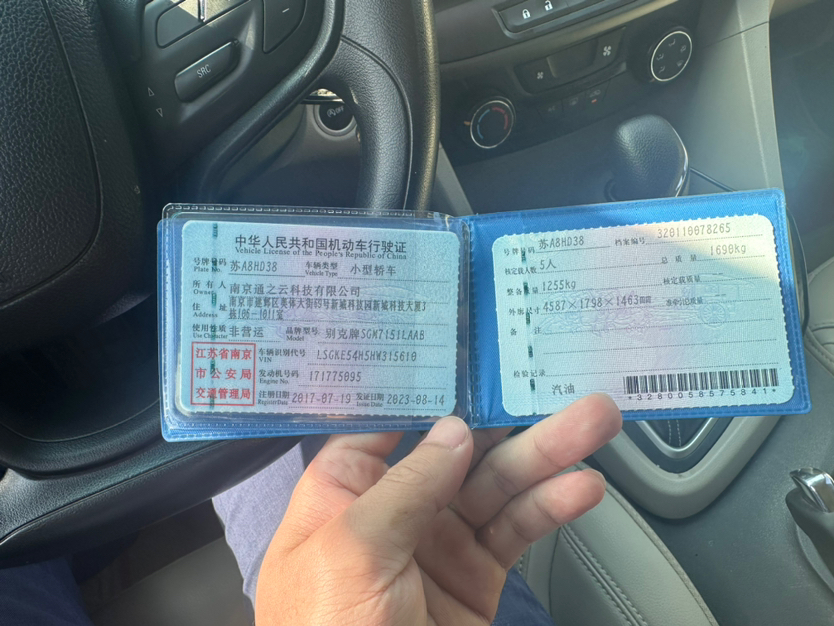 SRC
中华人民共和国机动车行驶证
Vehicle License of the People's Republic of China
号牌号码 Plate No. 苏A8HD38 车辆类型 Vehicle Type 小型轿车
所有人 Owner 南京通之云科技有限公司
住址 Address 南京市建邺区奥体大街69号新城科技园新城科技大厦3
栋106-1011室
使用性质 Use Character 非营运 品牌型号 Model 别克牌SGM7151LAAB
江苏省南京
市公安局
交通管理局
车辆识别代号 VIN LSGKE54H5HW315610
发动机号码 Engine No. 171775095
注册日期 Register Date 2017-07-19 发证日期 Issue Date 2023-08-14
号牌号码 苏A8HD38 档案编号 320110078265
核定载人数 5人 总质量 1690kg
整备质量 1255kg 核定载质量
外廓尺寸 4587×1798×1463mm 准牵引总质量
备注
检验记录
汽油
*3280058575841*